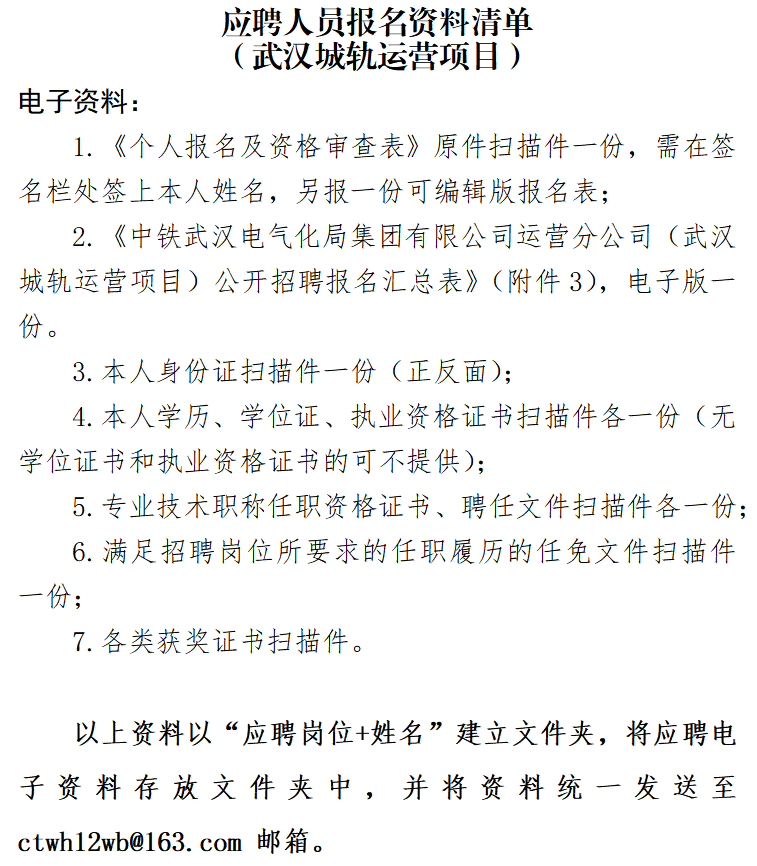 应聘人员报名资料清单
（武汉城轨运营项目）
电子资料：
1.《个人报名及资格审查表》原件扫描件一份，需在签
名栏处签上本人姓名，另报一份可编辑版报名表；
2.《中铁武汉电气化局集团有限公司运营分公司（武汉
城轨运营项目）公开招聘报名汇总表》（附件 3），电子版一
份。
3.本人身份证扫描件一份（正反面）；
4.本人学历、学位证、执业资格证书扫描件各一份（无
学位证书和执业资格证书的可不提供）；
5.专业技术职称任职资格证书、聘任文件扫描件各一份；
6.满足招聘岗位所要求的任职履历的任免文件扫描件
一份；
7.各类获奖证书扫描件。
以上资料以“应聘岗位+姓名”建立文件夹，将应聘电
子资料存放文件夹中，并将资料统一发送至
ctwh12wb@163.com 邮箱。